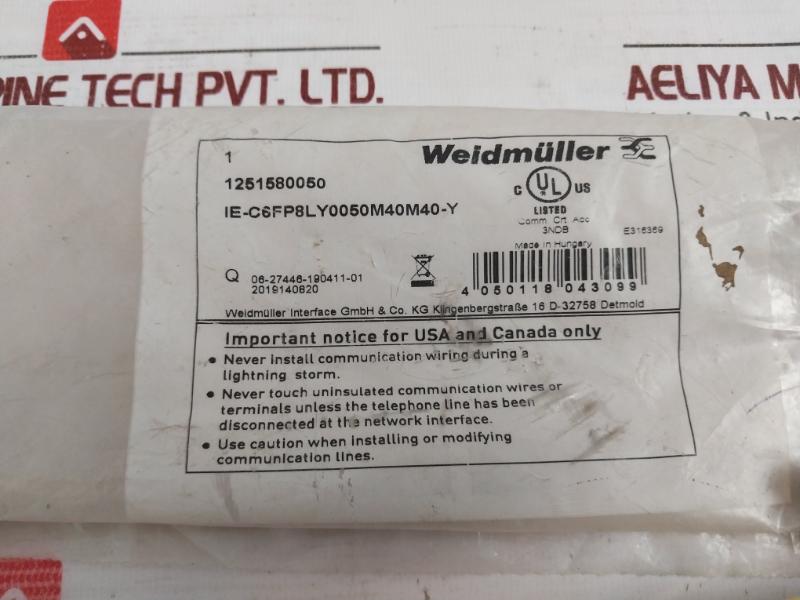 PINE TECH PVT. LTD.
AELIYA M
1
Weidmüller
1251580050
IE-C6FP8LY0050M40M40-Y
C UL US
LISTED
Comm. Crt. Acc
3NDB
E316369
Made in Hungary
Q 06-27446-190411-01
2019140820
4 050118 043099
Weidmüller Interface GmbH & Co. KG Klingenbergstraße 16 D-32758 Detmold
Important notice for USA and Canada only
• Never install communication wiring during a
lightning storm.
• Never touch uninsulated communication wires or
terminals unless the telephone line has been
disconnected at the network interface.
• Use caution when installing or modifying
communication lines.